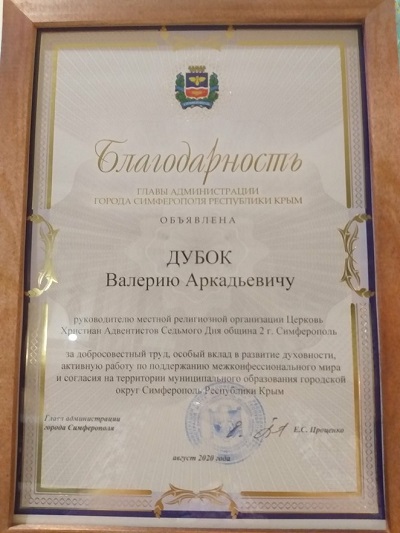 Благодарность
ГЛАВЫ АДМИНИСТРАЦИИ
ГОРОДА СИМФЕРОПОЛЯ РЕСПУБЛИКИ КРЫМ
ОБЪЯВЛЕНА
ДУБОК
Валерию Аркадьевичу
руководителю местной религиозной организации Церковь
Христиан Адвентистов Седьмого Дня община 2 г. Симферополь
за добросовестный труд, особый вклад в развитие духовности,
активную работу по поддержанию межконфессионального мира
и согласия на территории муниципального образования городской
округ Симферополь Республики Крым
Глава администрации
города Симферополя
Е.С. Проценко
август 2020 года